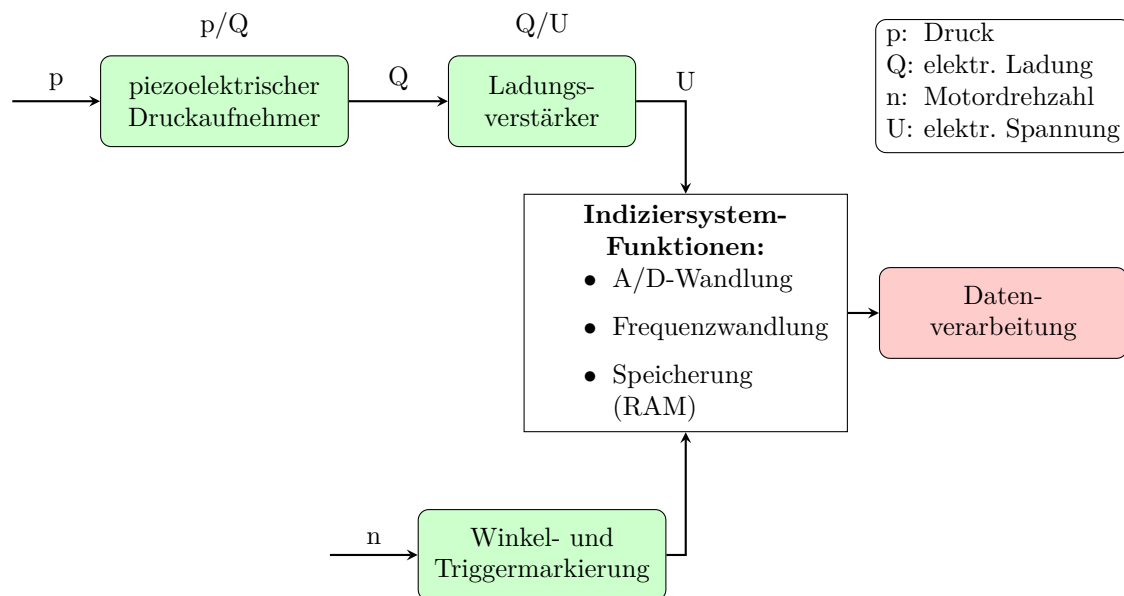 p/Q
Q/U
p
piezoelektrischer
Druckaufnehmer
Q
Ladungs-
verstärker
U
p: Druck
Q: elektr. Ladung
n: Motordrehzahl
U: elektr. Spannung
Indiziersystem-
Funktionen:
• A/D-Wandlung
• Frequenzwandlung
• Speicherung
(RAM)
Daten-
verarbeitung
n
Winkel- und
Triggermarkierung